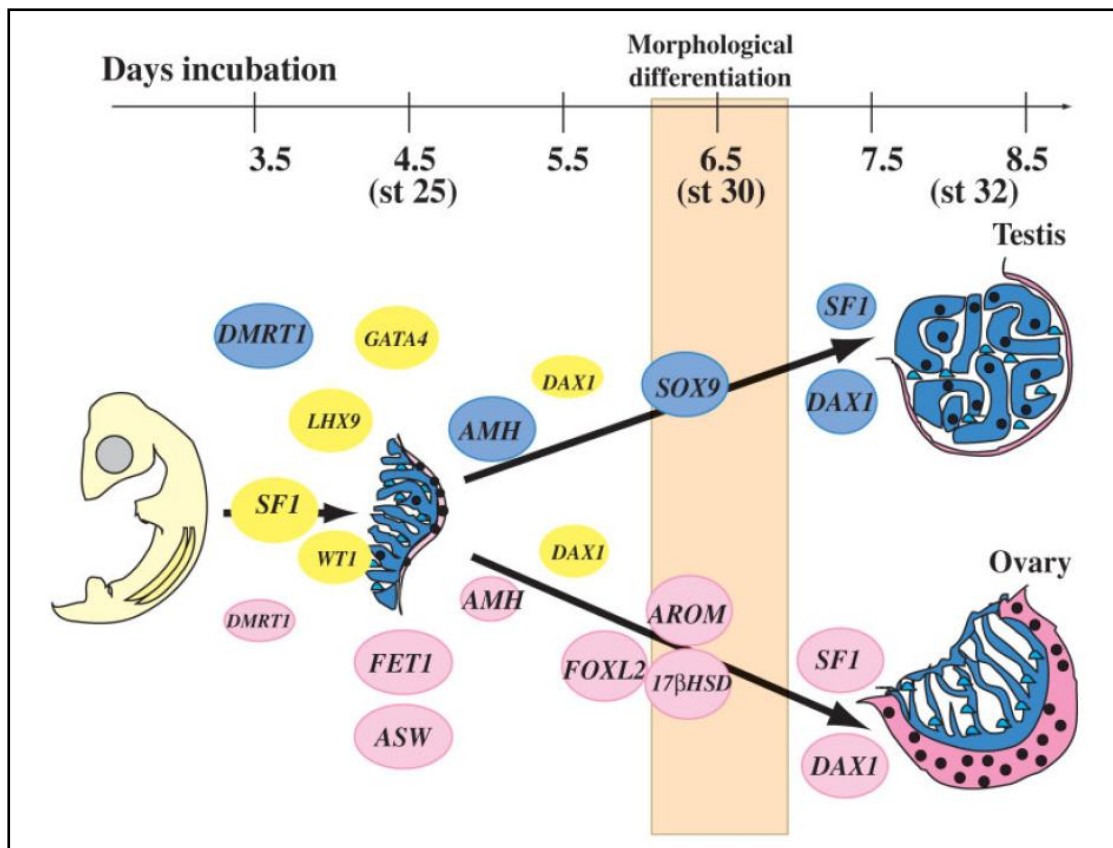 Days incubation
Morphological
differentiation
3.5
4.5
5.5
6.5
7.5
8.5
(st 25)
(st 30)
(st 32)
Testis
DMRT1
GATA4
SF1
DAX1
SOX9
DAX1
LHX9
AMH
SF1
WT1
DAX1
Ovary
DMRT1
AMH
AROM
FET1
FOXL2
17βHSD
SF1
ASW
DAX1